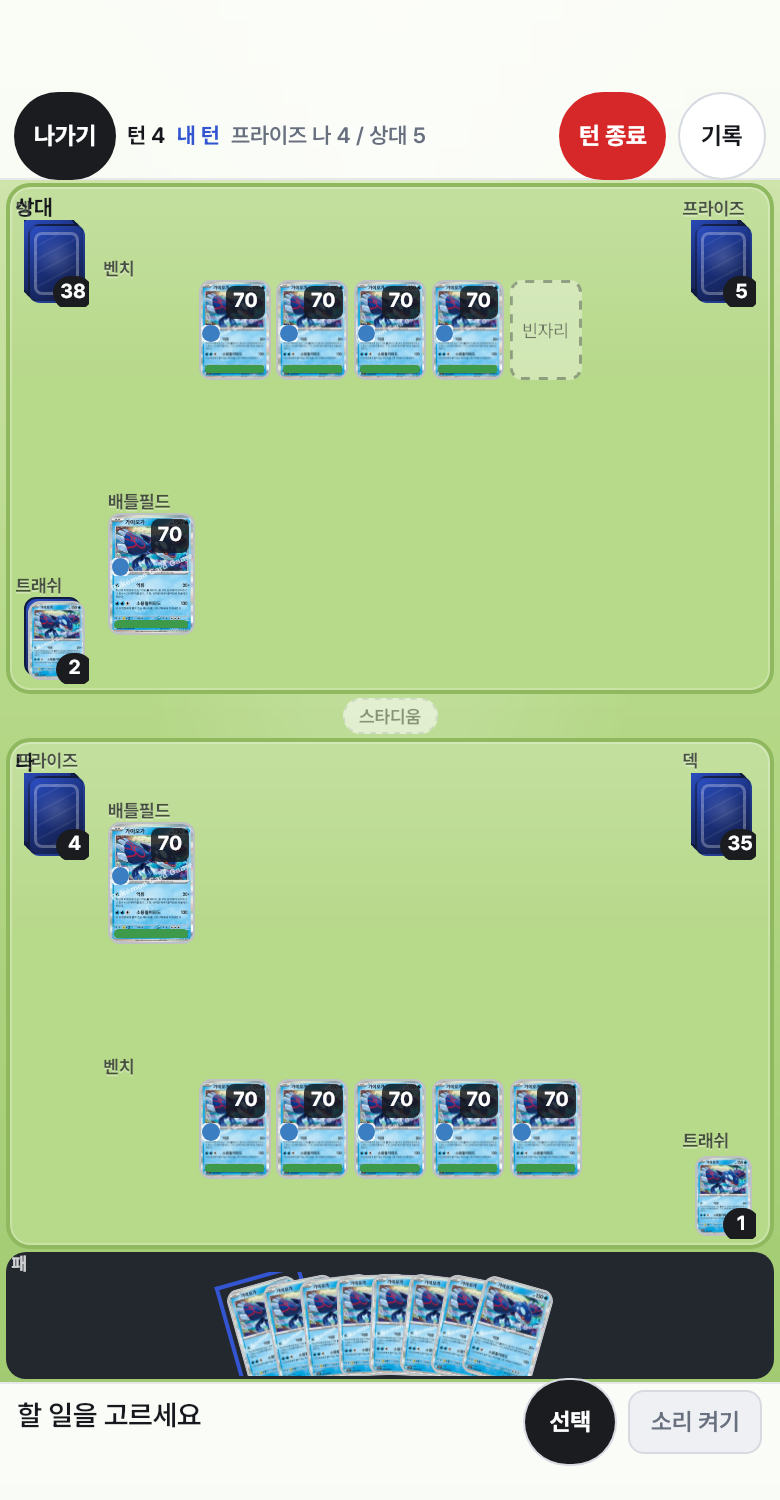 나가기
턴 4 내 턴 프라이즈 나 4 / 상대 5
턴 종료
기록
상대
프라이즈
38
5
벤치
70
70
70
70
빈자리
배틀필드
70
트래쉬
2
스타디움
프라이즈
나
덱
4
35
배틀필드
70
벤치
70
70
70
70
70
트래쉬
1
패
할 일을 고르세요
선택
소리 켜기